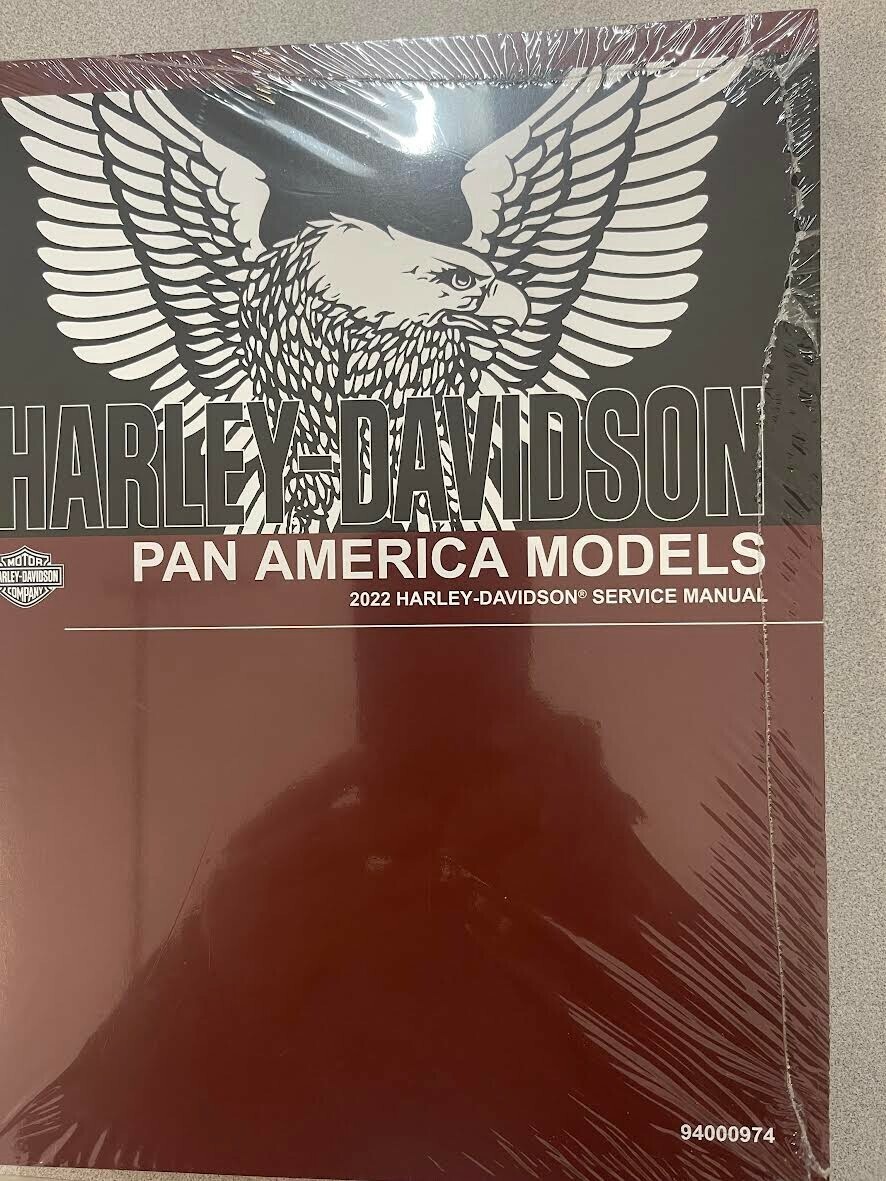 HARLEY-DAVIDSON
PAN AMERICA MODELS
2022 HARLEY-DAVIDSON® SERVICE MANUAL
MOTOR
HARLEY-DAVIDSON
COMPANY
94000974